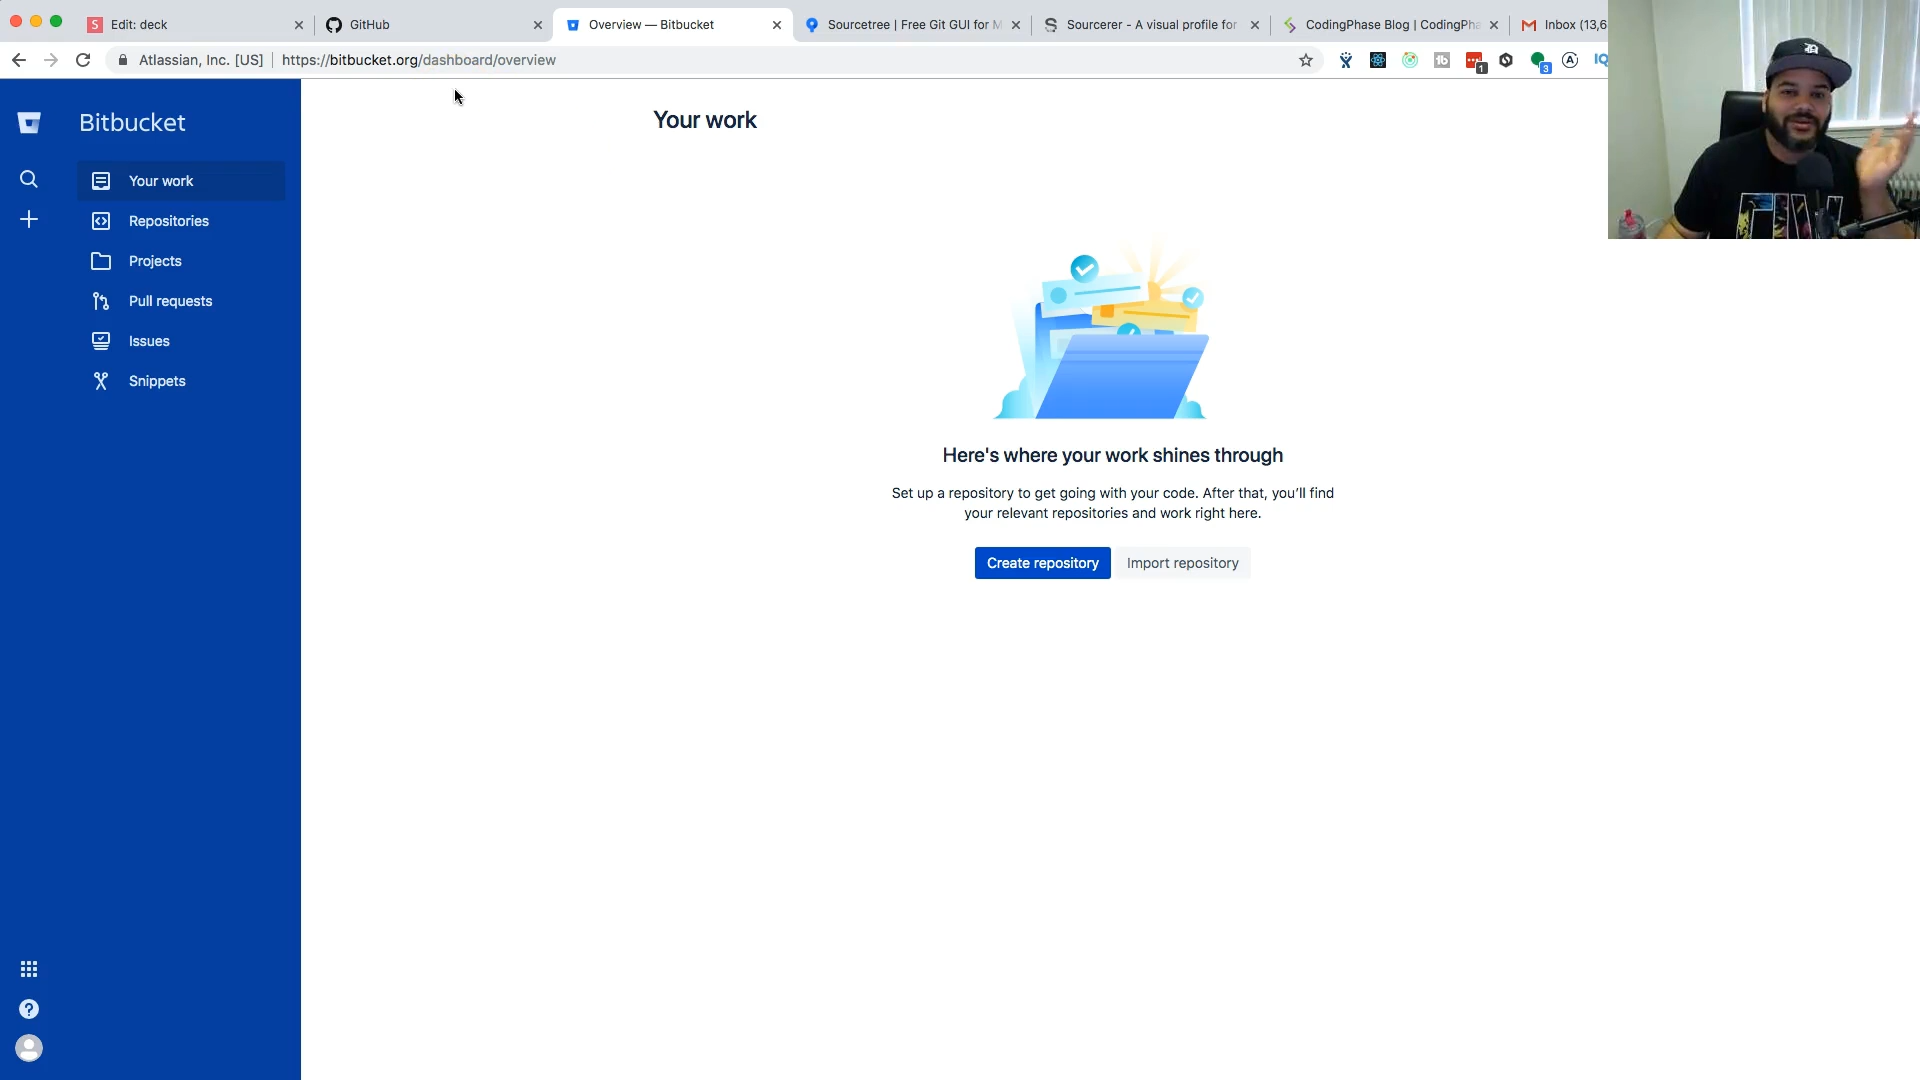 Edit: deck
GitHub
Overview — Bitbucket
Sourcetree | Free Git GUI for M
Sourcerer - A visual profile for
CodingPhase Blog | CodingPha
Inbox (13,6
Atlassian, Inc. [US]
https://bitbucket.org/dashboard/overview
1
3
IQ
Bitbucket
Your work
Repositories
Projects
Pull requests
Issues
Snippets
Your work
Here's where your work shines through
Set up a repository to get going with your code. After that, you'll find
your relevant repositories and work right here.
Create repository
Import repository